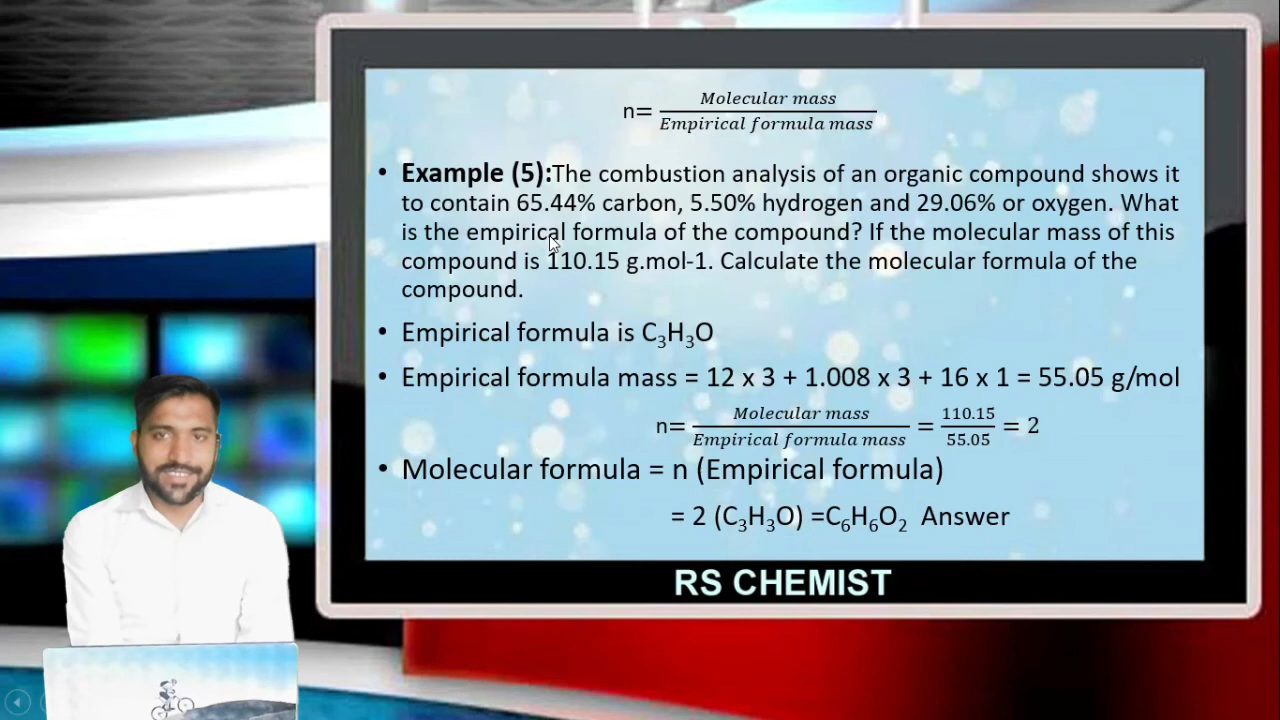 n= Molecular mass / Empirical formula mass
• Example (5):The combustion analysis of an organic compound shows it
to contain 65.44% carbon, 5.50% hydrogen and 29.06% or oxygen. What
is the empirical formula of the compound? If the molecular mass of this
compound is 110.15 g.mol-1. Calculate the molecular formula of the
compound.
• Empirical formula is C₃H₃O
• Empirical formula mass = 12 x 3 + 1.008 x 3 + 16 x 1 = 55.05 g/mol
n= Molecular mass / Empirical formula mass = 110.15 / 55.05 = 2
• Molecular formula = n (Empirical formula)
= 2 (C₃H₃O) =C₆H₆O₂ Answer
RS CHEMIST